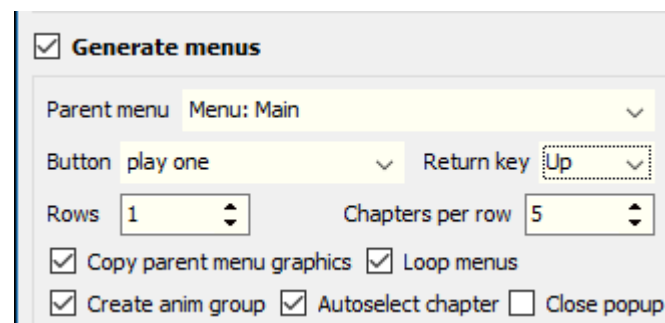 Generate menus
Parent menu Menu: Main
Button play one Return key Up
Rows 1 Chapters per row 5
Copy parent menu graphics Loop menus
Create anim group Autoselect chapter Close popup